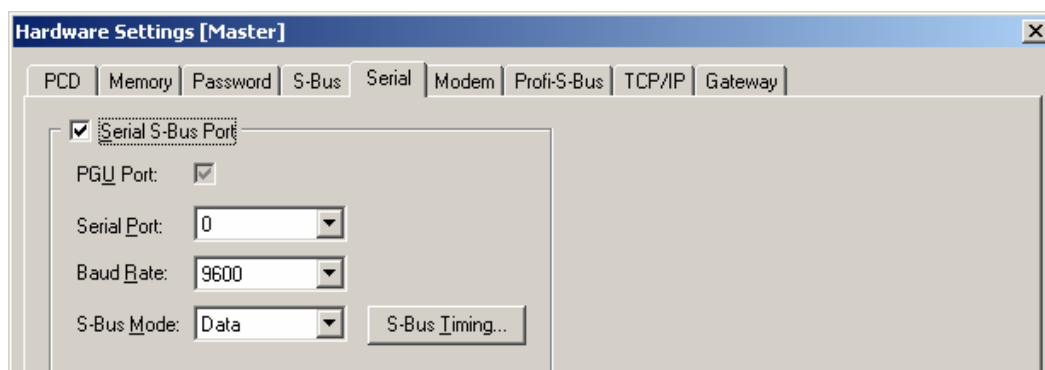 Hardware Settings [Master]
PCD Memory Password S-Bus Serial Modem Profi-S-Bus TCP/IP Gateway
Serial S-Bus Port
PGU Port:
Serial Port: 0
Baud Rate: 9600
S-Bus Mode: Data S-Bus Timing...